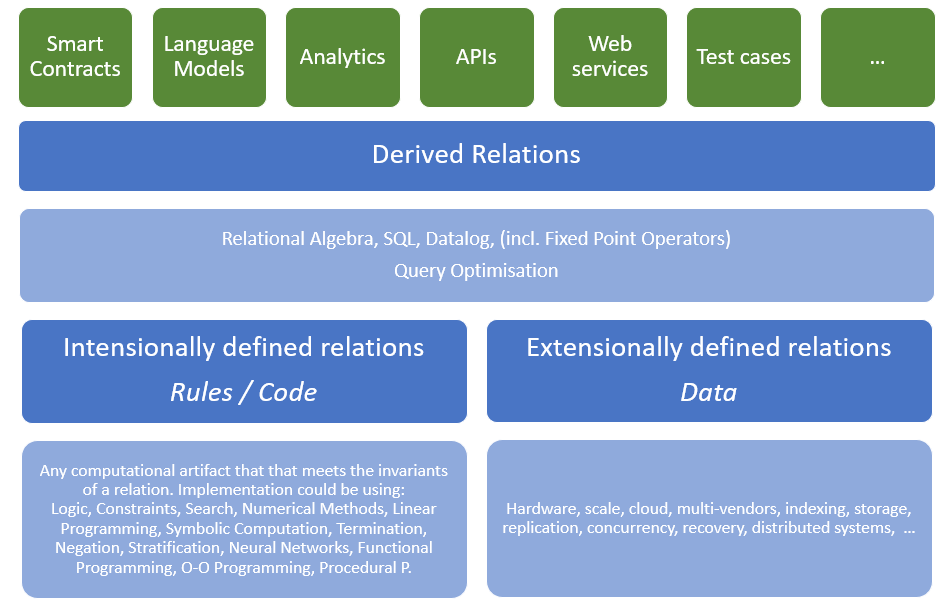 Smart
Contracts
Language
Models
Analytics
APIs
Web
services
Test cases
...
Derived Relations
Relational Algebra, SQL, Datalog, (incl. Fixed Point Operators)
Query Optimisation
Intensionally defined relations
Rules / Code
Extensionally defined relations
Data
Any computational artifact that that meets the invariants
of a relation. Implementation could be using:
Logic, Constraints, Search, Numerical Methods, Linear
Programming, Symbolic Computation, Termination,
Negation, Stratification, Neural Networks, Functional
Programming, O-O Programming, Procedural P.
Hardware, scale, cloud, multi-vendors, indexing, storage,
replication, concurrency, recovery, distributed systems, ...